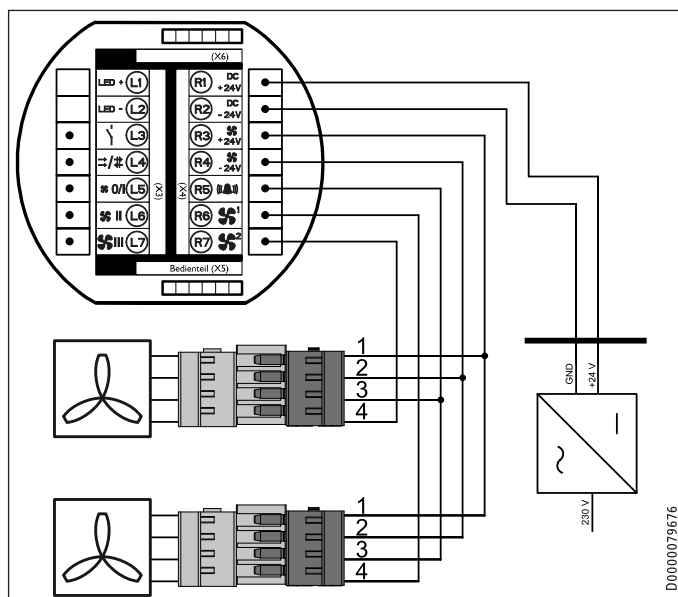 (X6)
LED + L1
LED - L2
L3
L4
0/I L5
II L6
III L7
(X3)
(X4)
R1 DC +24V
R2 DC -24V
R3 +24V
R4 -24V
R5
R6 1
R7 2
Bedienteil (X5)
1
2
3
4
1
2
3
4
GND
+24 V
230 V
D0000079676